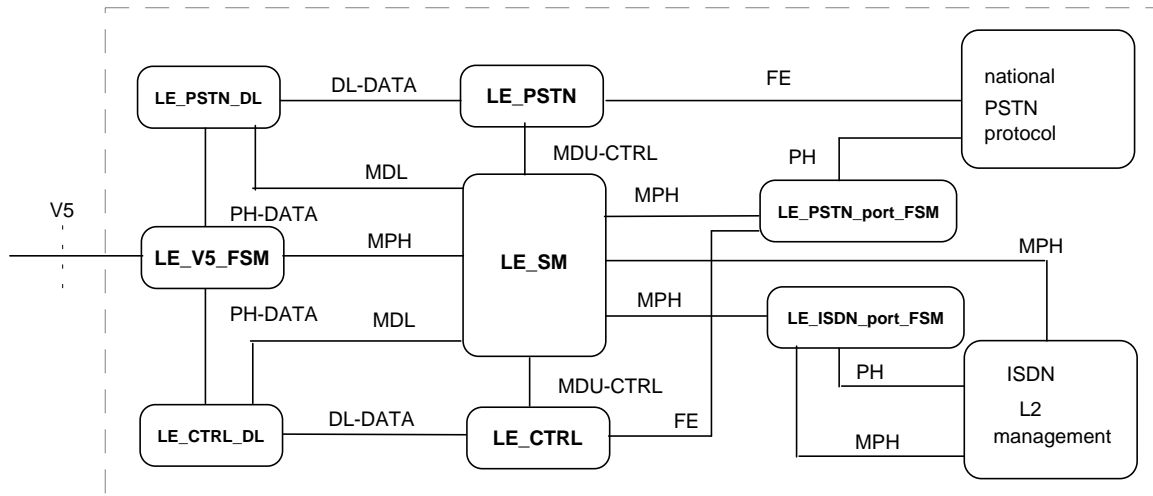 FE
national
DL-DATA
LE_PSTN_DL
LE_PSTN
PSTN
protocol
MDU-CTRL
PH
MDL
MPH
V5
PH-DATA
LE_PSTN_port_FSM
MPH
MPH
LE_V5_FSM
LE_SM
MPH
PH-DATA
MDL
LE_ISDN_port_FSM
PH
ISDN
MDU-CTRL
L2
DL-DATA
FE
LE_CTRL_DL
LE_CTRL
MPH
management